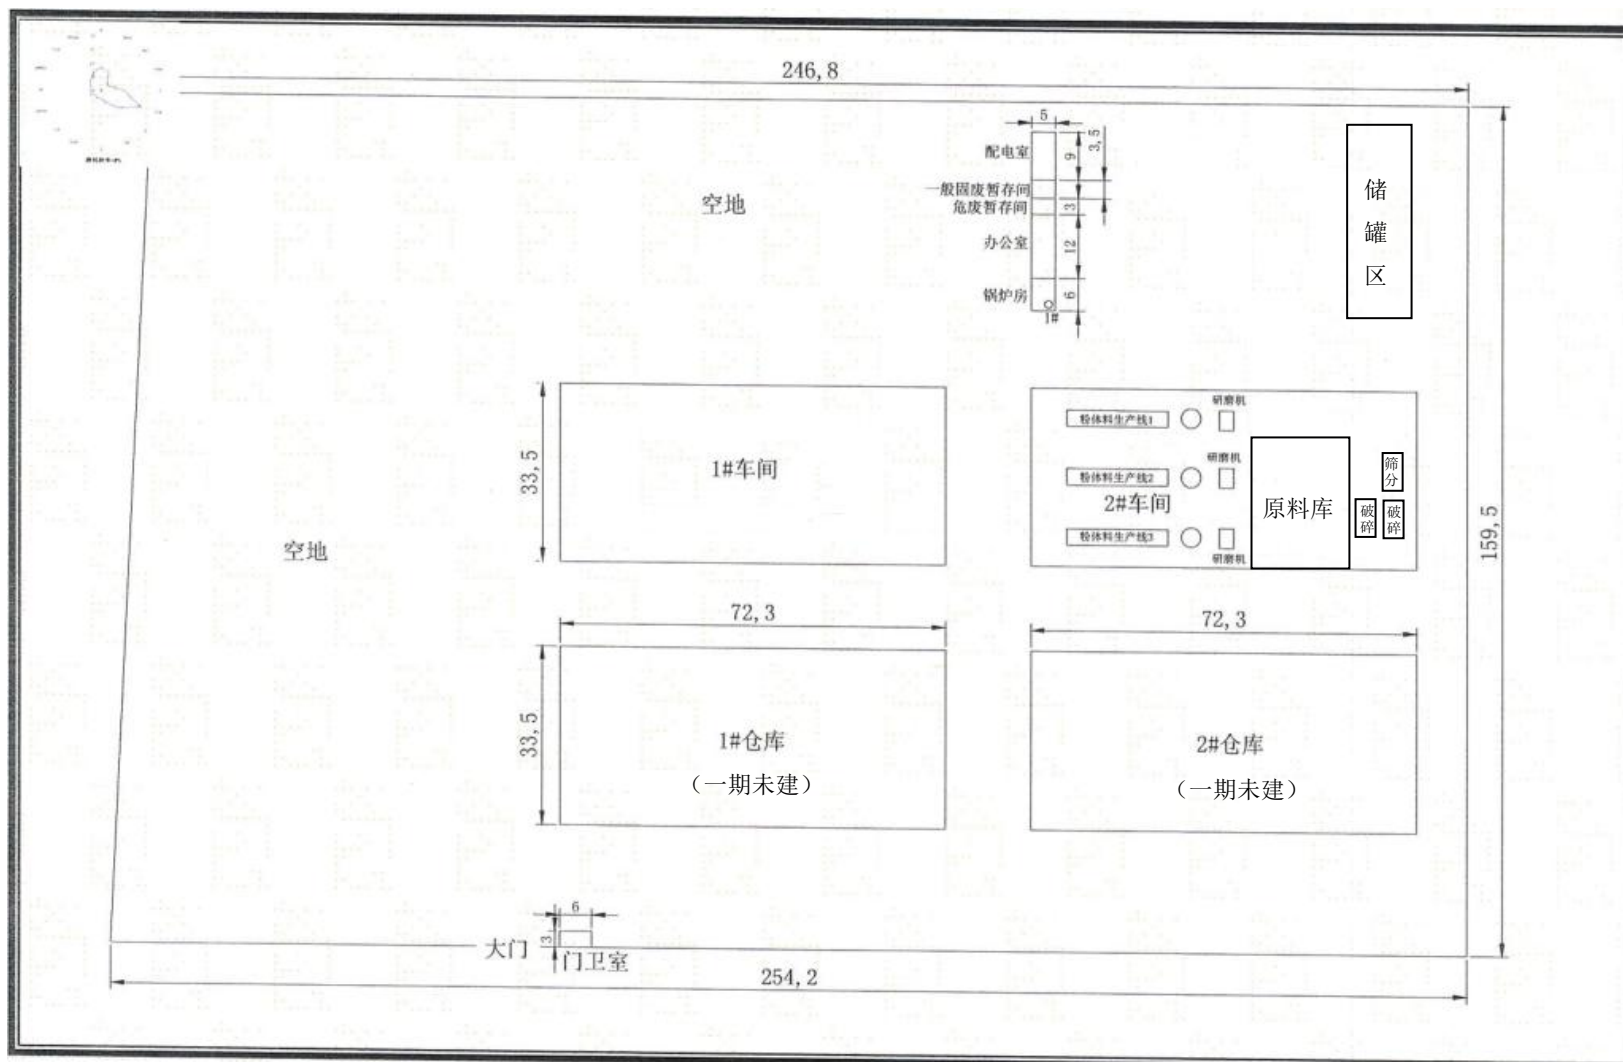 246,8
5
配电室
9
3,5
一般固废暂存间
危废暂存间
3
办公室
12
锅炉房
6
1#
储罐区
空地
空地
33,5
1#车间
研磨机
粉体料生产线1
研磨机
粉体料生产线2
2#车间
粉体料生产线3
研磨机
原料库
筛分
破碎
破碎
159,5
72,3
72,3
33,5
1#仓库
（一期未建）
2#仓库
（一期未建）
6
3
大门
门卫室
254,2